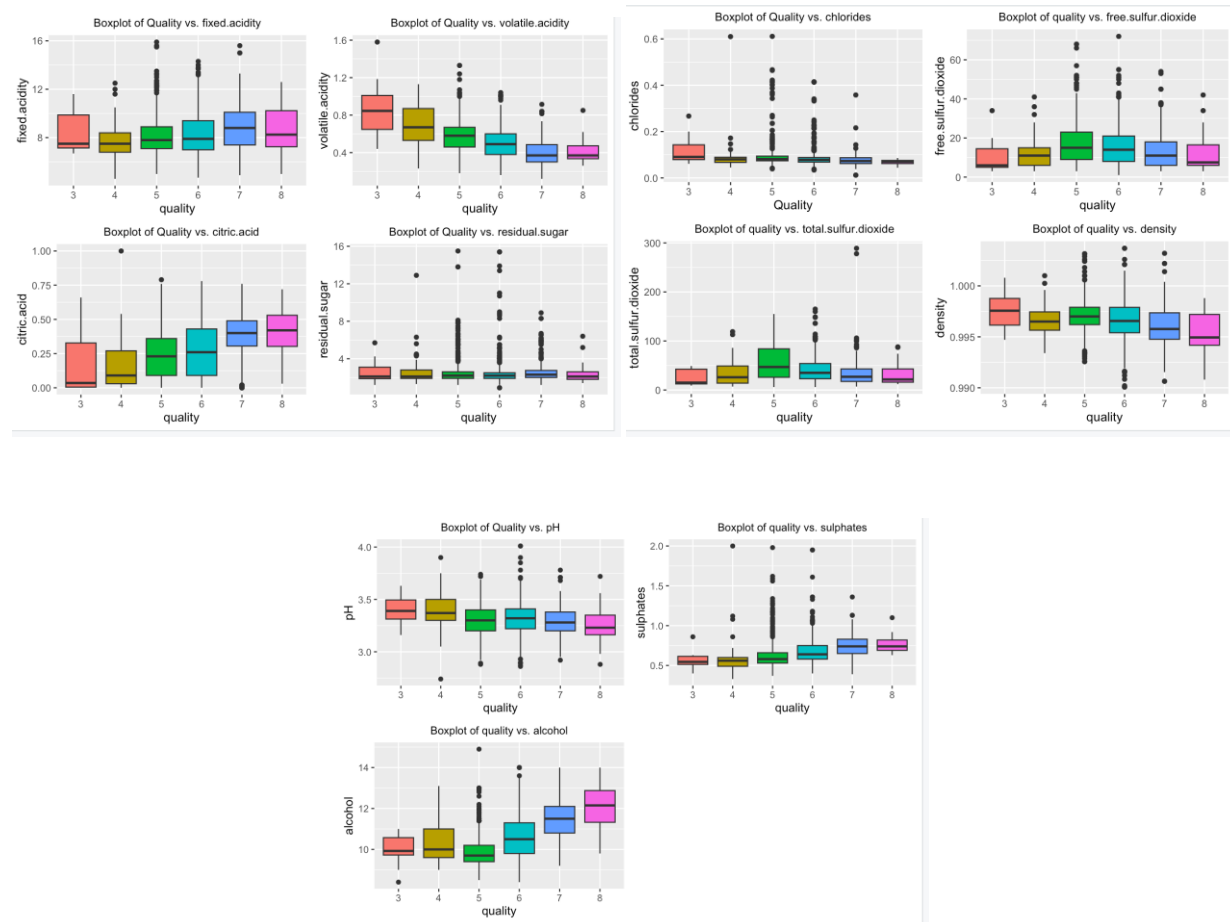 Boxplot of Quality vs. fixed.acidity
16
12
8
fixed.acidity
3 4 5 6 7 8
quality
Boxplot of Quality vs. volatile.acidity
1.6
1.2
0.8
0.4
volatile.acidity
3 4 5 6 7 8
quality
Boxplot of Quality vs. citric.acid
1.00
0.75
0.50
0.25
0.00
citric.acid
3 4 5 6 7 8
quality
Boxplot of Quality vs. residual.sugar
16
12
8
4
residual.sugar
3 4 5 6 7 8
quality
Boxplot of Quality vs. chlorides
0.6
0.4
0.2
0.0
chlorides
3 4 5 6 7 8
Quality
Boxplot of quality vs. free.sulfur.dioxide
60
40
20
0
free.sulfur.dioxide
3 4 5 6 7 8
quality
Boxplot of quality vs. total.sulfur.dioxide
300
200
100
50
0
total.sulfur.dioxide
3 4 5 6 7 8
quality
Boxplot of quality vs. density
1.000
0.995
0.990
density
3 4 5 6 7 8
quality
Boxplot of Quality vs. pH
4.0
3.5
3.0
pH
3 4 5 6 7 8
quality
Boxplot of quality vs. sulphates
2.0
1.5
1.0
0.5
sulphates
3 4 5 6 7 8
quality
Boxplot of quality vs. alcohol
14
12
10
alcohol
3 4 5 6 7 8
quality